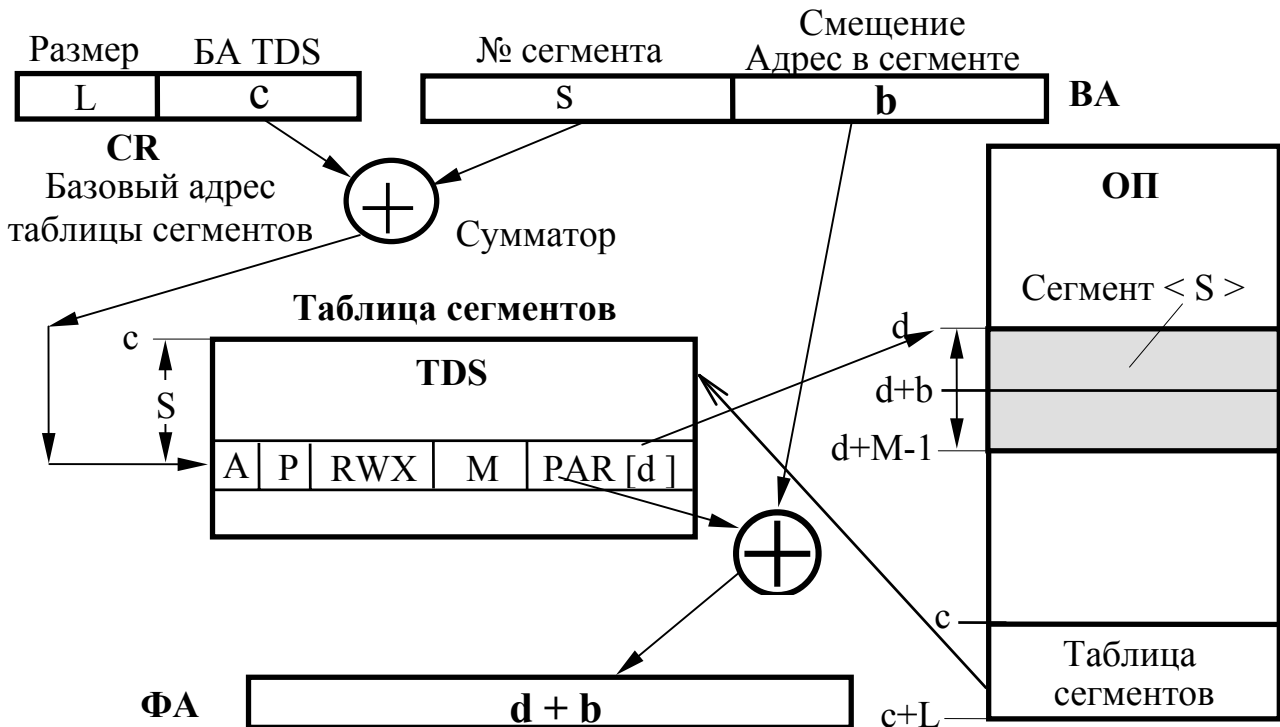 Размер
БА TDS
№ сегмента
Смещение
Адрес в сегменте
L
c
S
b
ВА
CR
Базовый адрес
таблицы сегментов
Сумматор
ОП
Сегмент < S >
Таблица сегментов
c
TDS
S
A P RWX M PAR [d ]
d
d+b
d+M-1
c
Таблица
сегментов
c+L
ФА
d + b